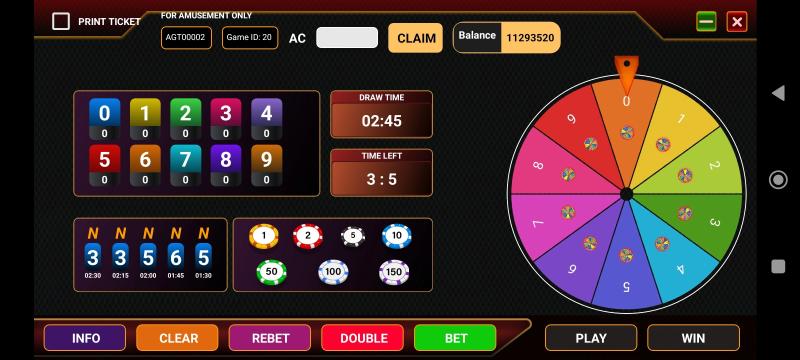 PRINT TICKET
FOR AMUSEMENT ONLY
AGT00002
Game ID: 20
AC
CLAIM
Balance 11293520
0 1 2 3 4
0 0 0 0 0
5 6 7 8 9
0 0 0 0 0
DRAW TIME
02:45
TIME LEFT
3 : 5
N N N N N
3 3 5 6 5
02:30 02:15 02:00 01:45 01:30
1 2 5 10
50 100 150
0
1
2
3
4
5
6
7
8
9
INFO
CLEAR
REBET
DOUBLE
BET
PLAY
WIN